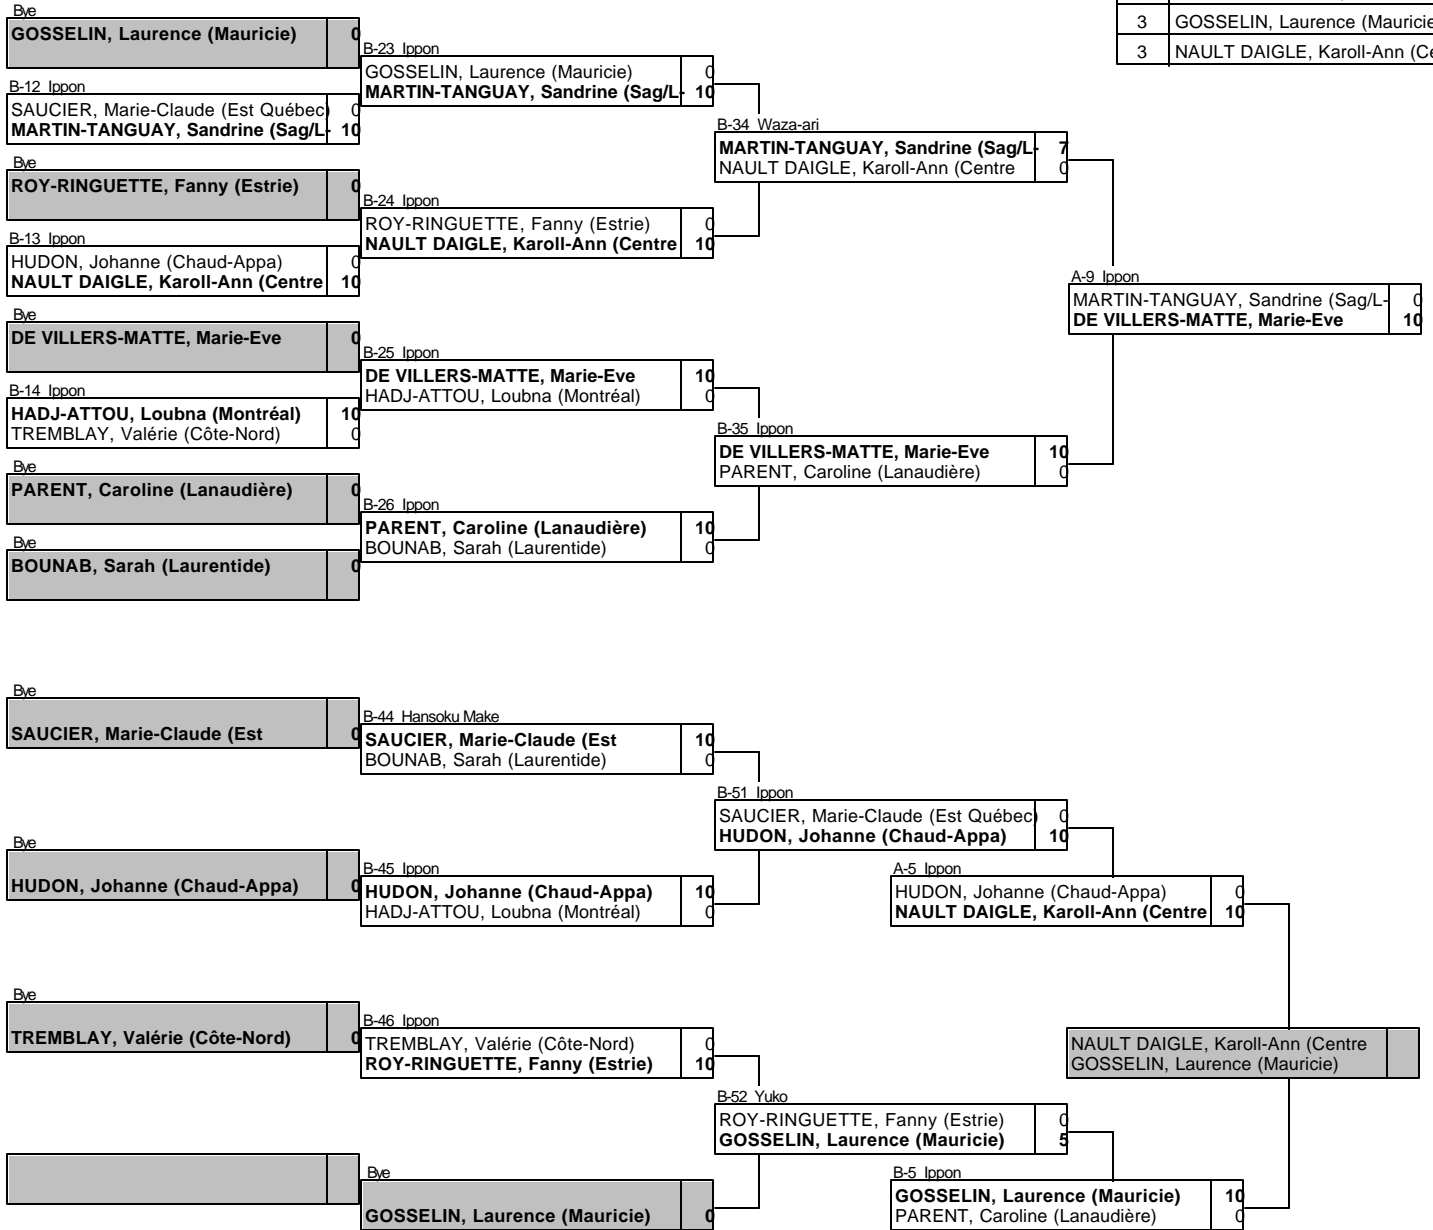 Bye
GOSSELIN, Laurence (Mauricie) 0
B-12 Ippon
SAUCIER, Marie-Claude (Est Québec) 0
MARTIN-TANGUAY, Sandrine (Sag/L- 10
Bye
ROY-RINGUETTE, Fanny (Estrie) 0
B-13 Ippon
HUDON, Johanne (Chaud-Appa) 0
NAULT DAIGLE, Karoll-Ann (Centre 10
Bye
DE VILLERS-MATTE, Marie-Eve 0
B-14 Ippon
HADJ-ATTOU, Loubna (Montréal) 10
TREMBLAY, Valérie (Côte-Nord) 0
Bye
PARENT, Caroline (Lanaudière) 0
Bye
BOUNAB, Sarah (Laurentide) 0
B-23 Ippon
GOSSELIN, Laurence (Mauricie) 0
MARTIN-TANGUAY, Sandrine (Sag/L- 10
B-24 Ippon
ROY-RINGUETTE, Fanny (Estrie) 0
NAULT DAIGLE, Karoll-Ann (Centre 10
B-25 Ippon
DE VILLERS-MATTE, Marie-Eve 10
HADJ-ATTOU, Loubna (Montréal) 0
B-26 Ippon
PARENT, Caroline (Lanaudière) 10
BOUNAB, Sarah (Laurentide) 0
B-34 Waza-ari
MARTIN-TANGUAY, Sandrine (Sag/L- 7
NAULT DAIGLE, Karoll-Ann (Centre 0
B-35 Ippon
DE VILLERS-MATTE, Marie-Eve 10
PARENT, Caroline (Lanaudière) 0
3 GOSSELIN, Laurence (Mauricie
3 NAULT DAIGLE, Karoll-Ann (Ce
A-9 Ippon
MARTIN-TANGUAY, Sandrine (Sag/L- 0
DE VILLERS-MATTE, Marie-Eve 10
Bye
SAUCIER, Marie-Claude (Est 0
Bye
HUDON, Johanne (Chaud-Appa) 0
Bye
TREMBLAY, Valérie (Côte-Nord) 0
B-44 Hansoku Make
SAUCIER, Marie-Claude (Est 10
BOUNAB, Sarah (Laurentide) 0
B-45 Ippon
HUDON, Johanne (Chaud-Appa) 10
HADJ-ATTOU, Loubna (Montréal) 0
B-46 Ippon
TREMBLAY, Valérie (Côte-Nord) 0
ROY-RINGUETTE, Fanny (Estrie) 10
Bye
GOSSELIN, Laurence (Mauricie) 0
B-51 Ippon
SAUCIER, Marie-Claude (Est Québec) 0
HUDON, Johanne (Chaud-Appa) 10
B-52 Yuko
ROY-RINGUETTE, Fanny (Estrie) 0
GOSSELIN, Laurence (Mauricie) 5
A-5 Ippon
HUDON, Johanne (Chaud-Appa) 0
NAULT DAIGLE, Karoll-Ann (Centre 10
B-5 Ippon
GOSSELIN, Laurence (Mauricie) 10
PARENT, Caroline (Lanaudière) 0
NAULT DAIGLE, Karoll-Ann (Centre
GOSSELIN, Laurence (Mauricie)